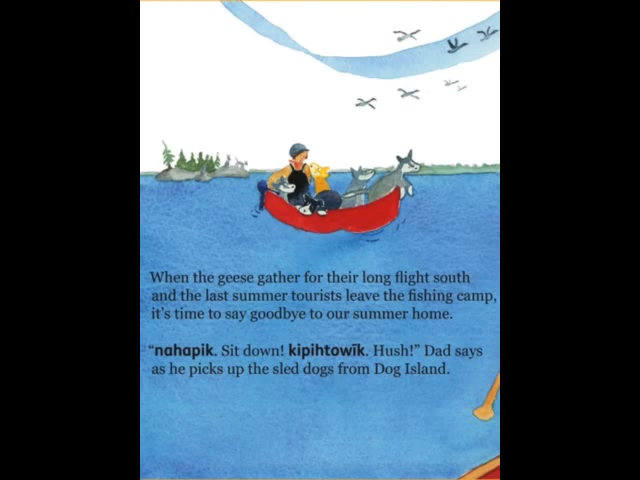 When the geese gather for their long flight south
and the last summer tourists leave the fishing camp,
it's time to say goodbye to our summer home.
“nahapik. Sit down! kipihtowīk. Hush!” Dad says
as he picks up the sled dogs from Dog Island.